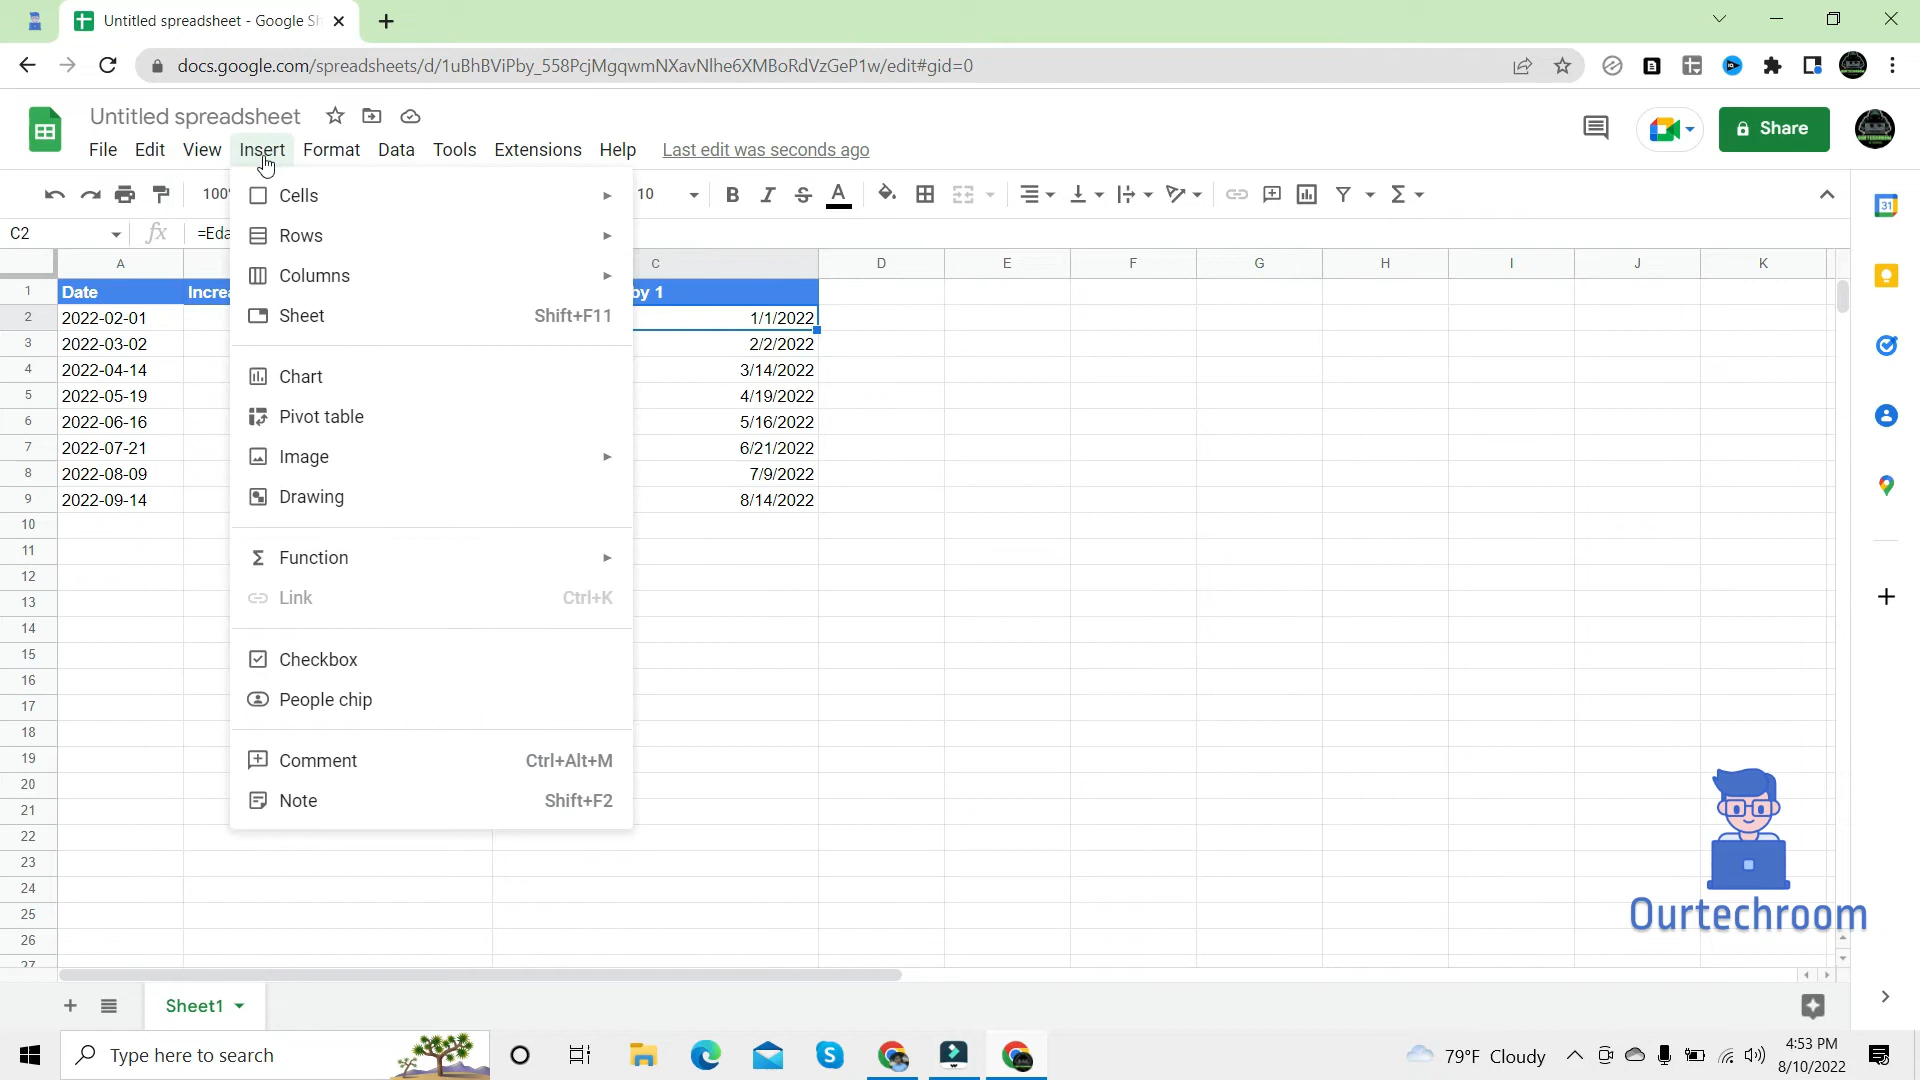 Untitled spreadsheet - Google Sh
docs.google.com/spreadsheets/d/1uBhBViPby_558PcjMgqwmNXavNlhe6XMBoRdVzGeP1w/edit#gid=0
Untitled spreadsheet
File Edit View Insert Format Data Tools Extensions Help Last edit was seconds ago
Share
100% 10
C2 =Eda
A C D E F G H I J K
1 Date Increa by 1
2 2022-02-01 1/1/2022
3 2022-03-02 2/2/2022
4 2022-04-14 3/14/2022
5 2022-05-19 4/19/2022
6 2022-06-16 5/16/2022
7 2022-07-21 6/21/2022
8 2022-08-09 7/9/2022
9 2022-09-14 8/14/2022
10
11
12
13
14
15
16
17
18
19
20
21
22
23
24
25
26
27
Cells
Rows
Columns
Sheet Shift+F11
Chart
Pivot table
Image
Drawing
Function
Link Ctrl+K
Checkbox
People chip
Comment Ctrl+Alt+M
Note Shift+F2
31
Ourtechroom
Sheet1
Type here to search
79°F Cloudy
4:53 PM
8/10/2022